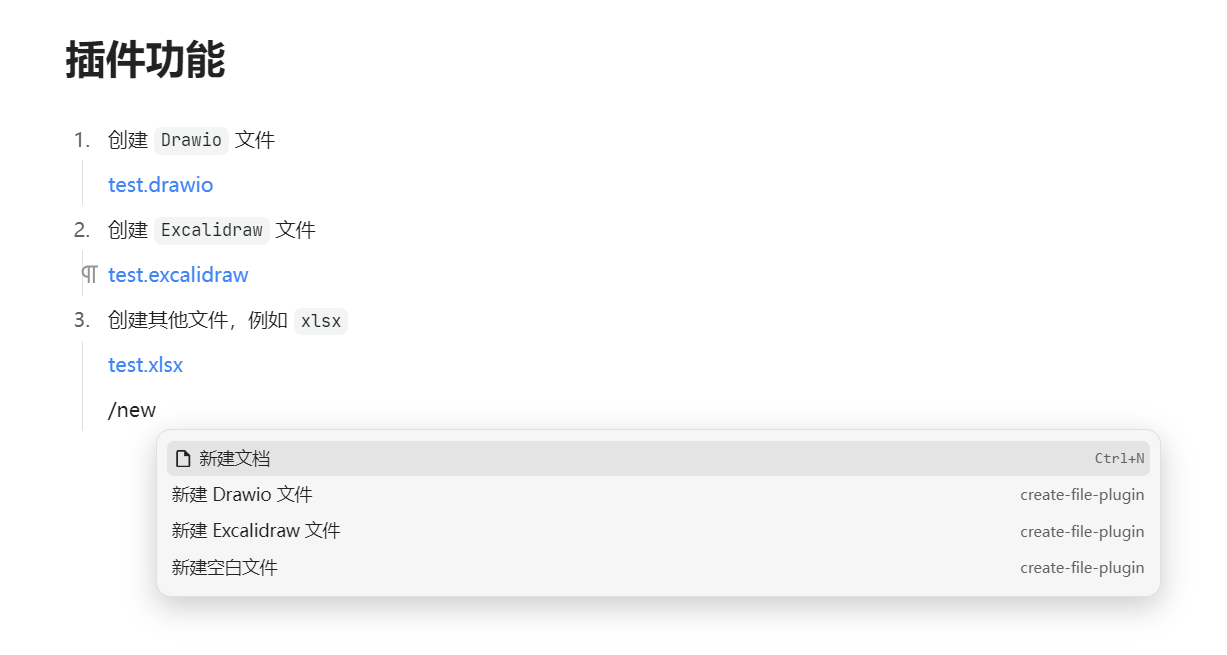 插件功能
1. 创建 Drawio 文件
test.drawio
2. 创建 Excalidraw 文件
¶ test.excalidraw
3. 创建其他文件，例如 xlsx
test.xlsx
/new
新建文档 Ctrl+N
新建 Drawio 文件 create-file-plugin
新建 Excalidraw 文件 create-file-plugin
新建空白文件 create-file-plugin